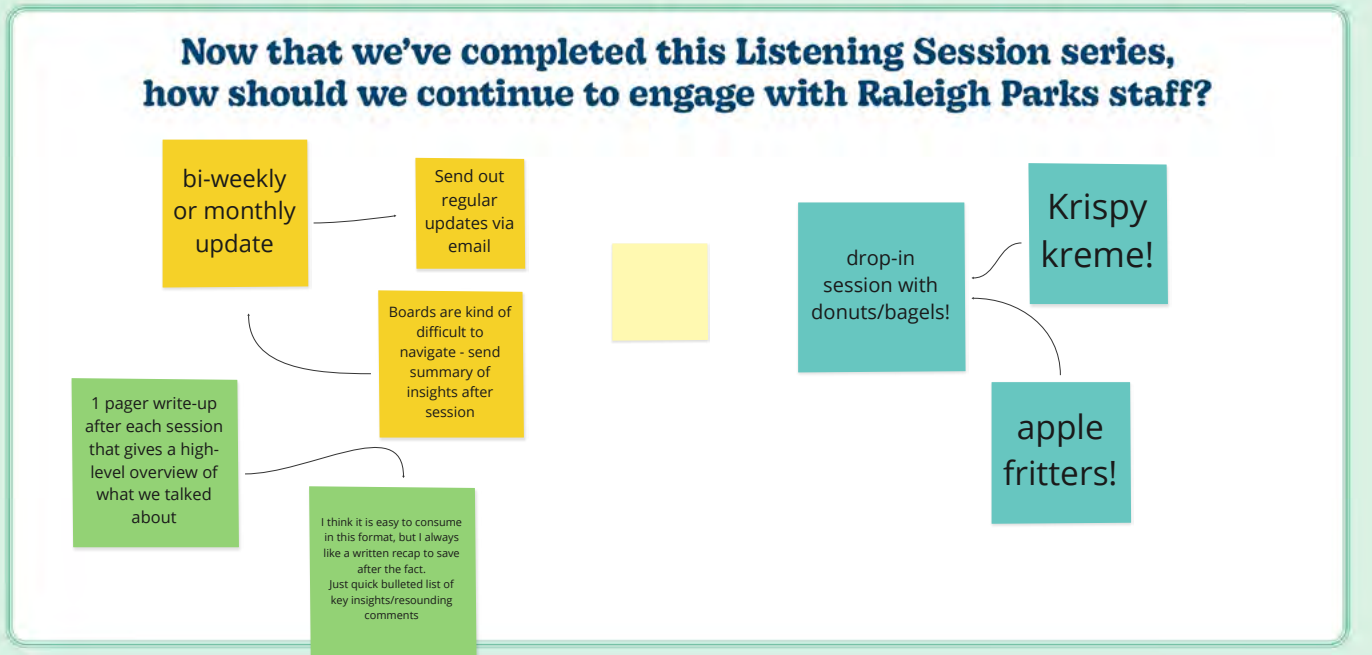 Now that we've completed this Listening Session series,
how should we continue to engage with Raleigh Parks staff?
bi-weekly
or monthly
update
Send out
regular
updates via
email
Boards are kind of
difficult to
navigate - send
summary of
insights after
session
1 pager write-up
after each session
that gives a high-
level overview of
what we talked
about
I think it is easy to consume
in this format, but I always
like a written recap to save
after the fact.
Just quick bulleted list of
key insights/resounding
comments
drop-in
session with
donuts/bagels!
Krispy
kreme!
apple
fritters!